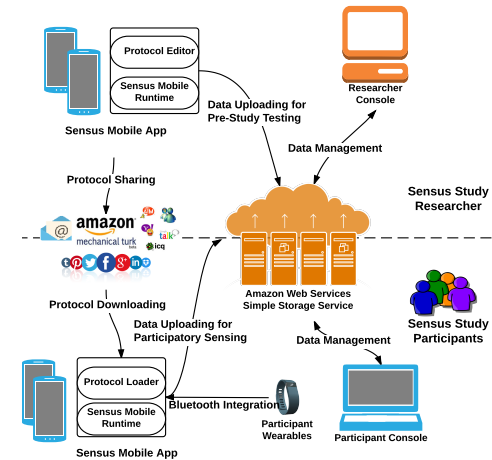 Protocol Editor
Sensus Mobile
Runtime
Sensus Mobile App
Data Uploading for
Pre-Study Testing
Researcher
Console
Data Management
Protocol Sharing
Sensus Study
Researcher
amazon
mechanical turk
beta
talk
icq
Amazon Web Services
Simple Storage Service
Protocol Downloading
Data Uploading for
Participatory Sensing
Sensus Study
Participants
Data Management
Protocol Loader
Sensus Mobile
Runtime
Bluetooth Integration
Participant
Wearables
Participant Console
Sensus Mobile App